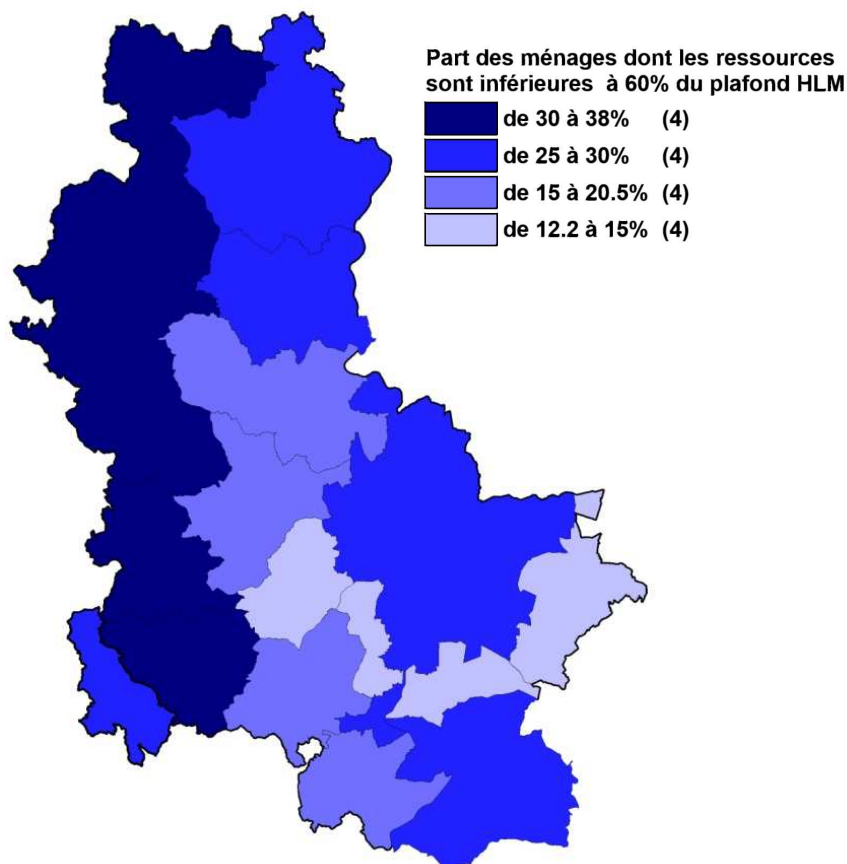 Part des ménages dont les ressources
sont inférieures à 60% du plafond HLM
de 30 à 38% (4)
de 25 à 30% (4)
de 15 à 20.5% (4)
de 12.2 à 15% (4)